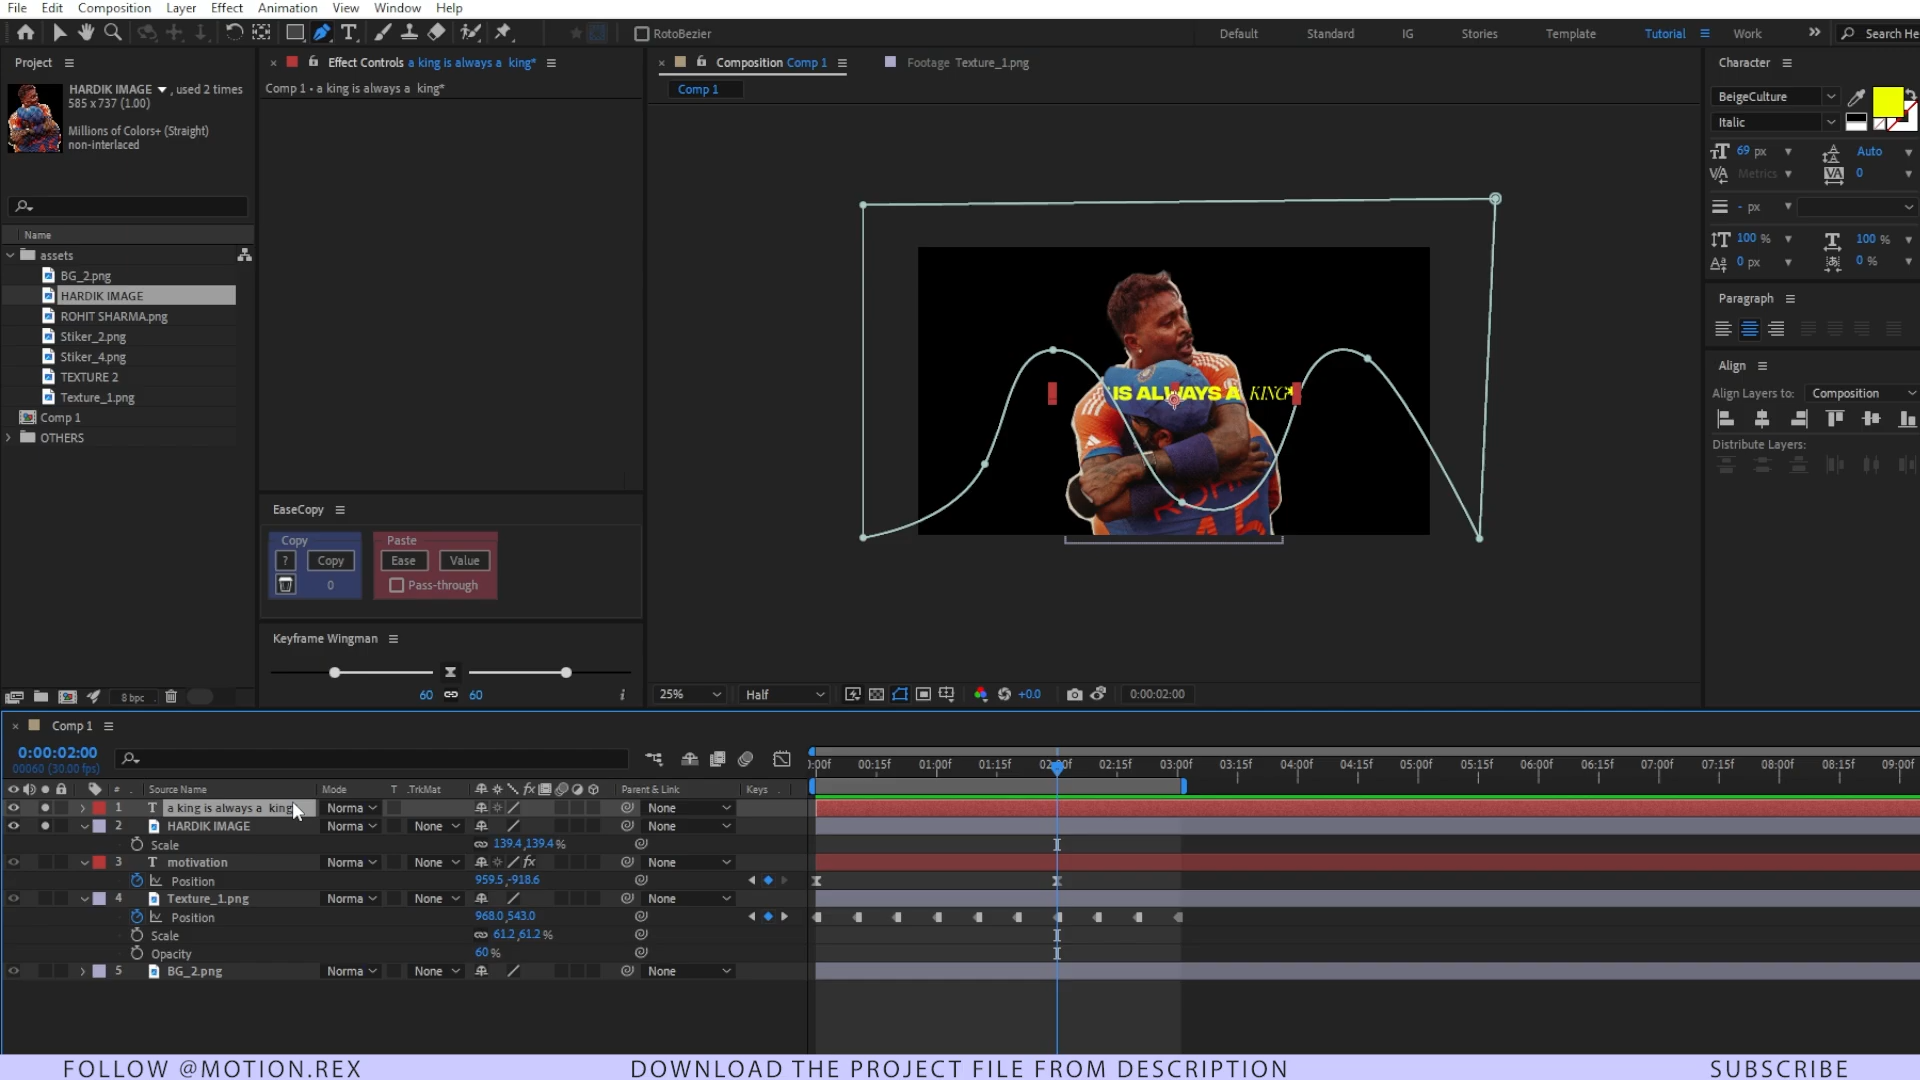 File Edit Composition Layer Effect Animation View Window Help
RotoBezier Default Standard IG Stories Template Tutorial Work Search He
Project
HARDIK IMAGE , used 2 times
585 x 737 (1.00)
Millions of Colors+ (Straight)
non-interlaced
Name
assets
BG_2.png
HARDIK IMAGE
ROHIT SHARMA.png
Stiker_2.png
Stiker_4.png
TEXTURE 2
Texture_1.png
Comp 1
OTHERS
8 bpc
Effect Controls a king is always a king*
Comp 1 • a king is always a king*
EaseCopy
Copy Paste
? Copy Ease Value
0 Pass-through
Keyframe Wingman
60 60 i
Composition Comp 1 Footage Texture_1.png
Comp 1
IS ALWAYS A KING*
45
25% Half +0.0 0:00:02:00
Character
BeigeCulture
Italic
69 px Auto
Metrics 0
- px
100 % 100 %
0 px 0 %
Paragraph
Align
Align Layers to: Composition
Distribute Layers:
Comp 1
0:00:02:00
00060 (30.00 fps)
:00f 00:15f 01:00f 01:15f 02:00f 02:15f 03:00f 03:15f 04:00f 04:15f 05:00f 05:15f 06:00f 06:15f 07:00f 07:15f 08:00f 08:15f 09:00f
# Source Name Mode T .TrkMat fx Parent & Link Keys
1 T a king is always a king Norma None
2 HARDIK IMAGE Norma None None
Scale 139.4,139.4%
3 T motivation Norma None fx None
Position 959.5,-918.6
4 Texture_1.png Norma None None
Position 968.0,543.0
Scale 61.2,61.2%
Opacity 60%
5 BG_2.png Norma None None
FOLLOW @MOTION.REX DOWNLOAD THE PROJECT FILE FROM DESCRIPTION SUBSCRIBE